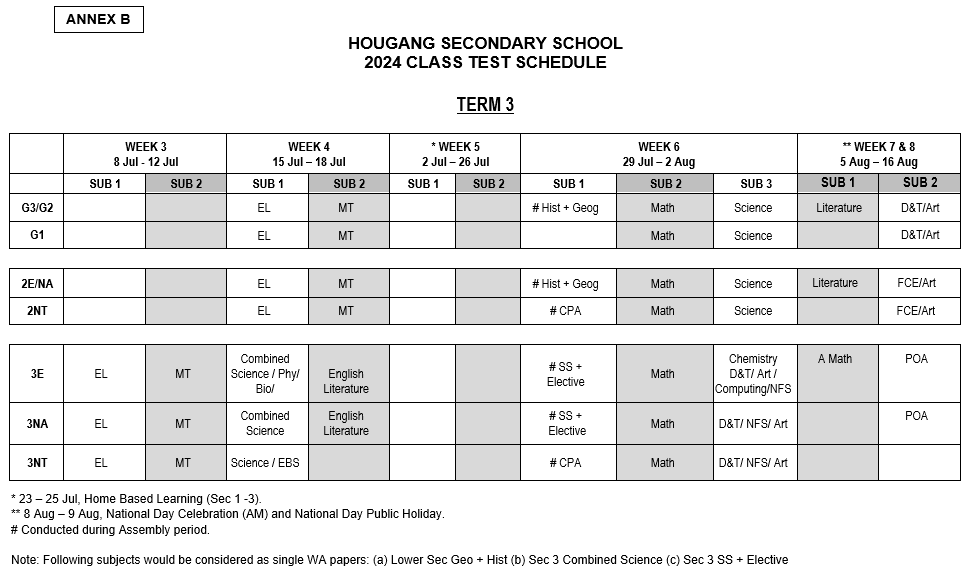 ANNEX B
HOUGANG SECONDARY SCHOOL
2024 CLASS TEST SCHEDULE
TERM 3
WEEK 3 WEEK 4 * WEEK 5 WEEK 6 ** WEEK 7 & 8
8 Jul - 12 Jul 15 Jul – 18 Jul 2 Jul – 26 Jul 29 Jul – 2 Aug 5 Aug – 16 Aug
SUB 1 SUB 2 SUB 1 SUB 2 SUB 1 SUB 2 SUB 1 SUB 2 SUB 3 SUB 1 SUB 2
G3/G2 EL MT # Hist + Geog Math Science Literature D&T/Art
G1 EL MT Math Science D&T/Art
2E/NA EL MT # Hist + Geog Math Science Literature FCE/Art
2NT EL MT # CPA Math Science FCE/Art
3E EL MT Combined Science / Phy/ Bio/ English Literature # SS + Elective Math Chemistry D&T/ Art / Computing/NFS A Math POA
3NA EL MT Combined Science English Literature # SS + Elective Math D&T/ NFS/ Art POA
3NT EL MT Science / EBS # CPA Math D&T/ NFS/ Art
* 23 – 25 Jul, Home Based Learning (Sec 1 -3).
** 8 Aug – 9 Aug, National Day Celebration (AM) and National Day Public Holiday.
# Conducted during Assembly period.
Note: Following subjects would be considered as single WA papers: (a) Lower Sec Geo + Hist (b) Sec 3 Combined Science (c) Sec 3 SS + Elective